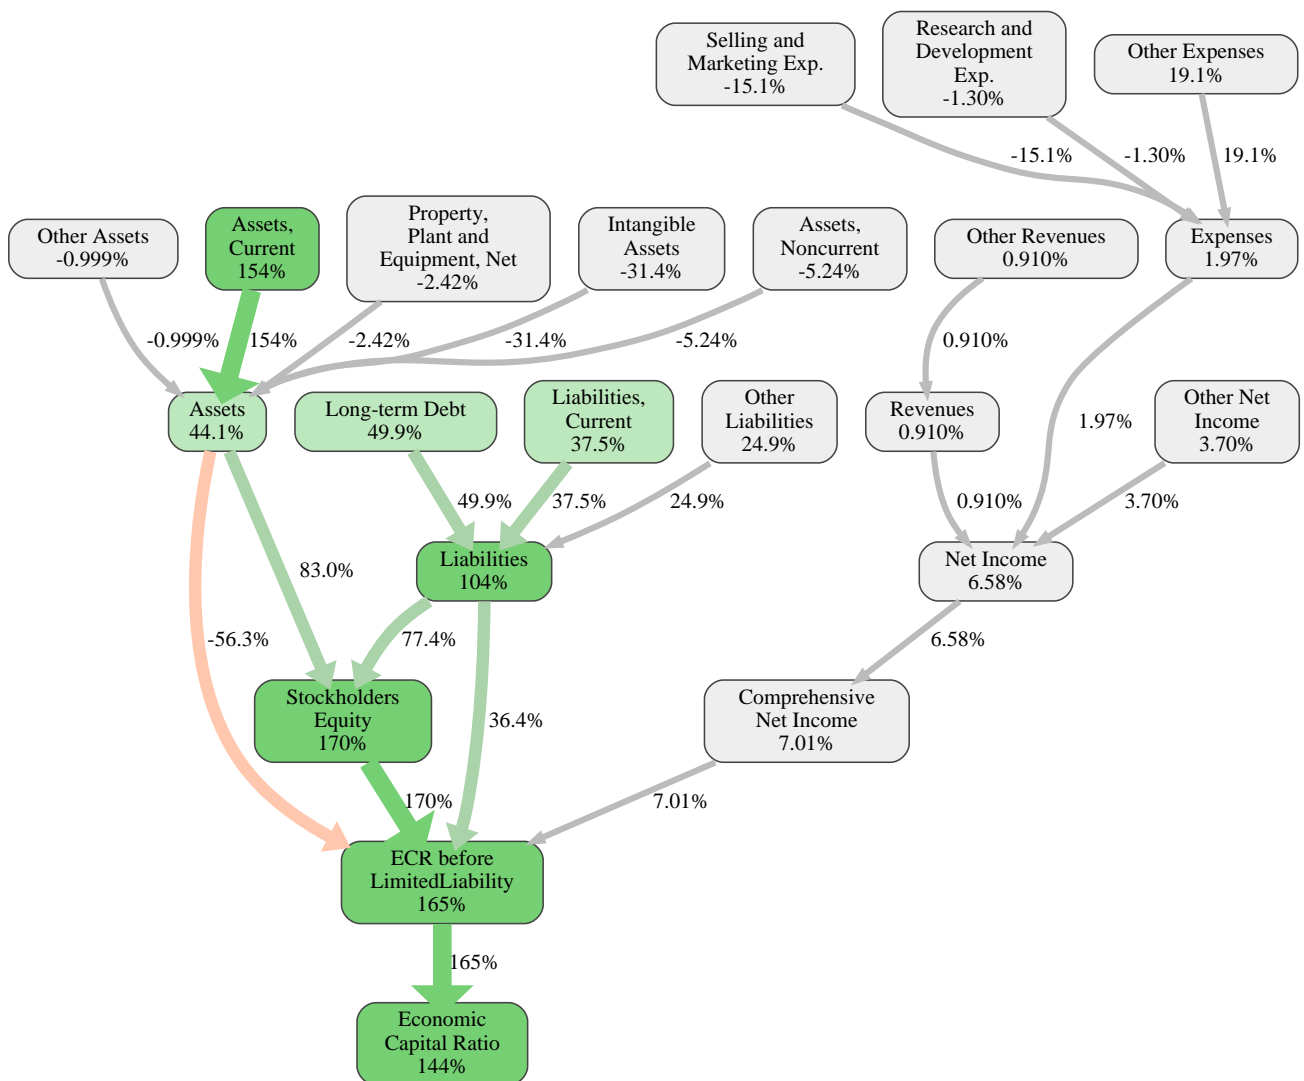 Selling and
Marketing Exp.
-15.1%
Research and
Development
Exp.
-1.30%
Other Expenses
19.1%
-15.1%
-1.30%
19.1%
Other Assets
-0.999%
Assets,
Current
154%
Property,
Plant and
Equipment, Net
-2.42%
Intangible
Assets
-31.4%
Assets,
Noncurrent
-5.24%
Other Revenues
0.910%
Expenses
1.97%
-0.999%
154%
-2.42%
-31.4%
-5.24%
0.910%
Assets
44.1%
Long-term Debt
49.9%
Liabilities,
Current
37.5%
Other
Liabilities
24.9%
Revenues
0.910%
1.97%
Other Net
Income
3.70%
49.9%
37.5%
24.9%
0.910%
3.70%
83.0%
Liabilities
104%
Net Income
6.58%
-56.3%
77.4%
6.58%
Stockholders
Equity
170%
36.4%
Comprehensive
Net Income
7.01%
170%
7.01%
ECR before
LimitedLiability
165%
165%
Economic
Capital Ratio
144%